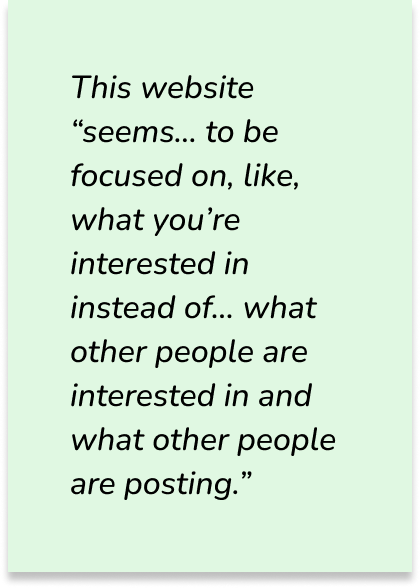 This website
“seems... to be
focused on, like,
what you’re
interested in
instead of... what
other people are
interested in and
what other people
are posting.”